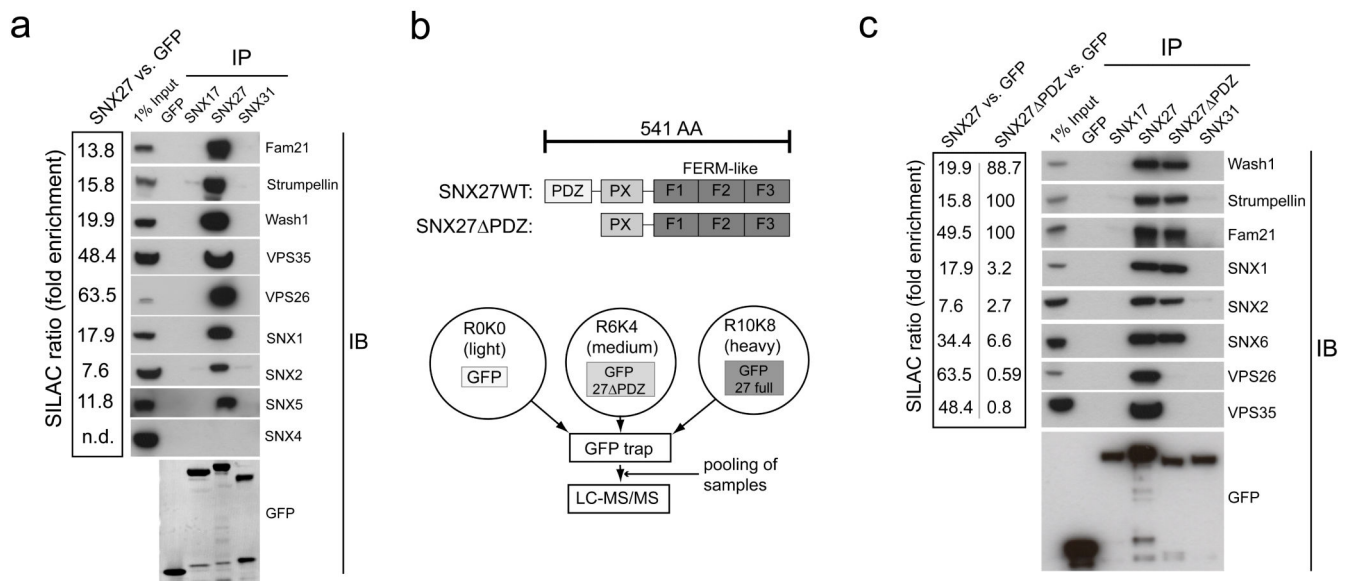 a
SNX27 vs. GFP
1% Input
GFP
SNX17
SNX27
SNX31
IP
SILAC ratio (fold enrichment)
13.8 Fam21
15.8 Strumpellin
19.9 Wash1
48.4 VPS35
63.5 VPS26
17.9 SNX1
7.6 SNX2
11.8 SNX5
n.d. SNX4
GFP
IB
b
541 AA
FERM-like
SNX27WT: PDZ PX F1 F2 F3
SNX27ΔPDZ: PX F1 F2 F3
R0K0
(light)
GFP
R6K4
(medium)
GFP
27ΔPDZ
R10K8
(heavy)
GFP
27 full
GFP trap
pooling of
samples
LC-MS/MS
c
SNX27 vs. GFP
SNX27ΔPDZ vs. GFP
1% Input
GFP
SNX17
SNX27
SNX27ΔPDZ
SNX31
IP
SILAC ratio (fold enrichment)
19.9 88.7 Wash1
15.8 100 Strumpellin
49.5 100 Fam21
17.9 3.2 SNX1
7.6 2.7 SNX2
34.4 6.6 SNX6
63.5 0.59 VPS26
48.4 0.8 VPS35
GFP
IB